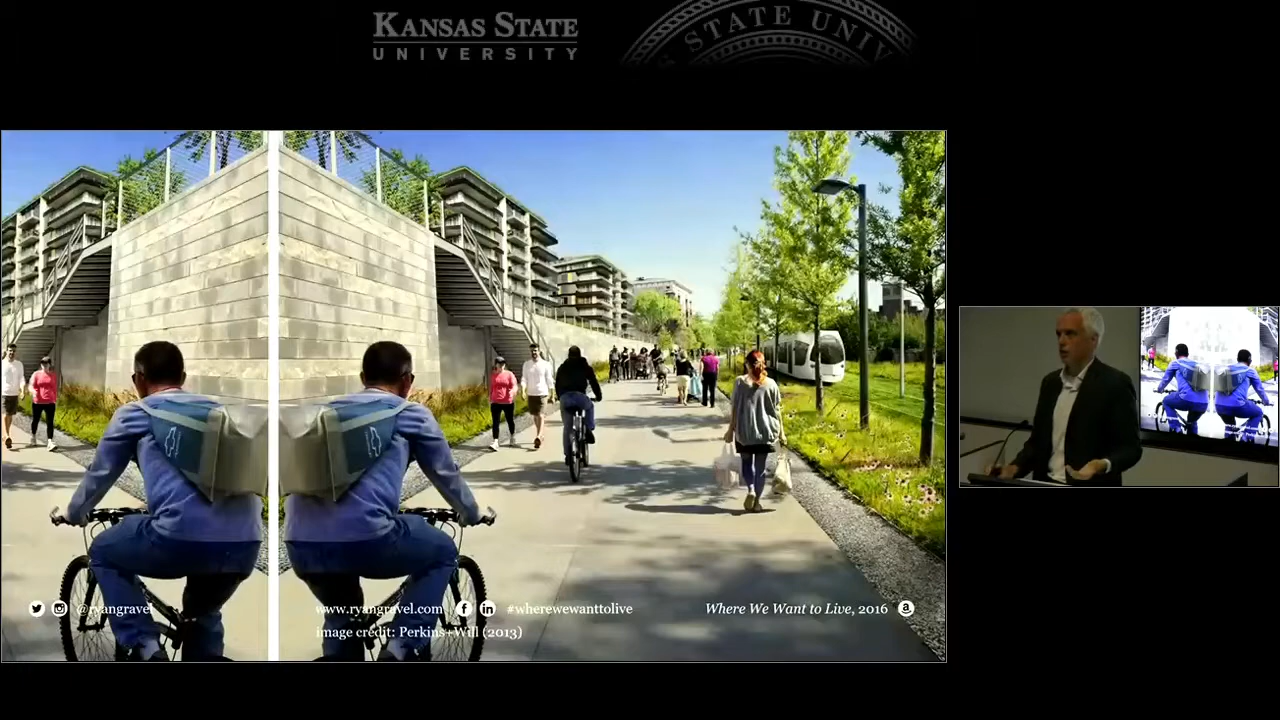 KANSAS STATE
UNIVERSITY
STATE UNIV
@ryangravel
www.ryangravel.com
#wherewewanttolive
Where We Want to Live, 2016
image credit: Perkins+Will (2013)